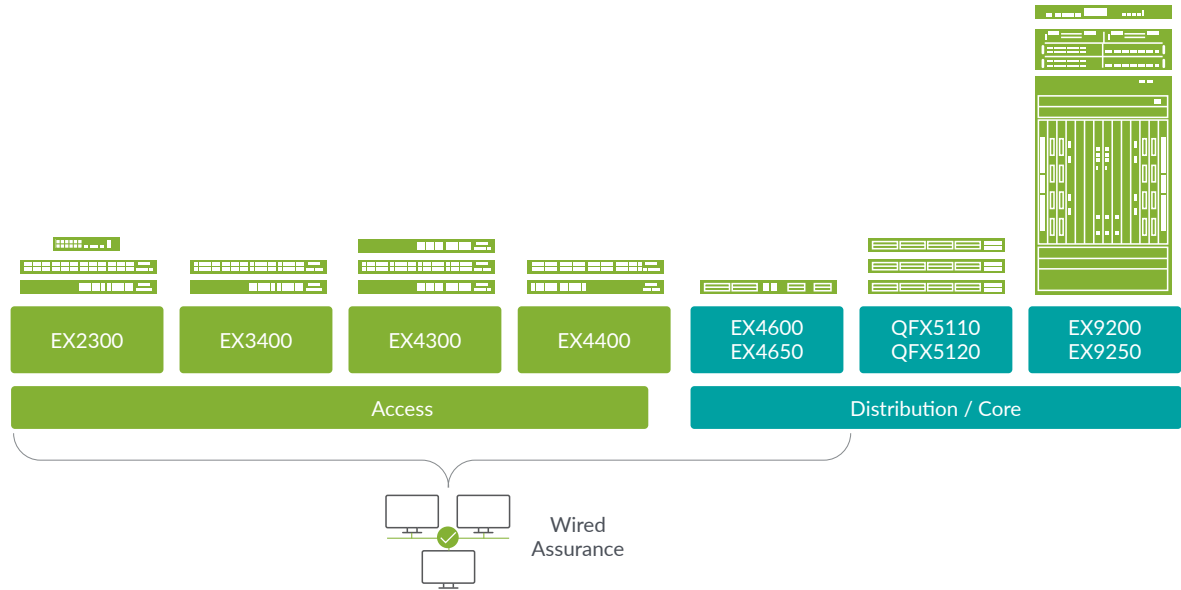 EX2300
EX3400
EX4300
EX4400
EX4600
EX4650
QFX5110
QFX5120
EX9200
EX9250
Access
Distribution / Core
Wired
Assurance